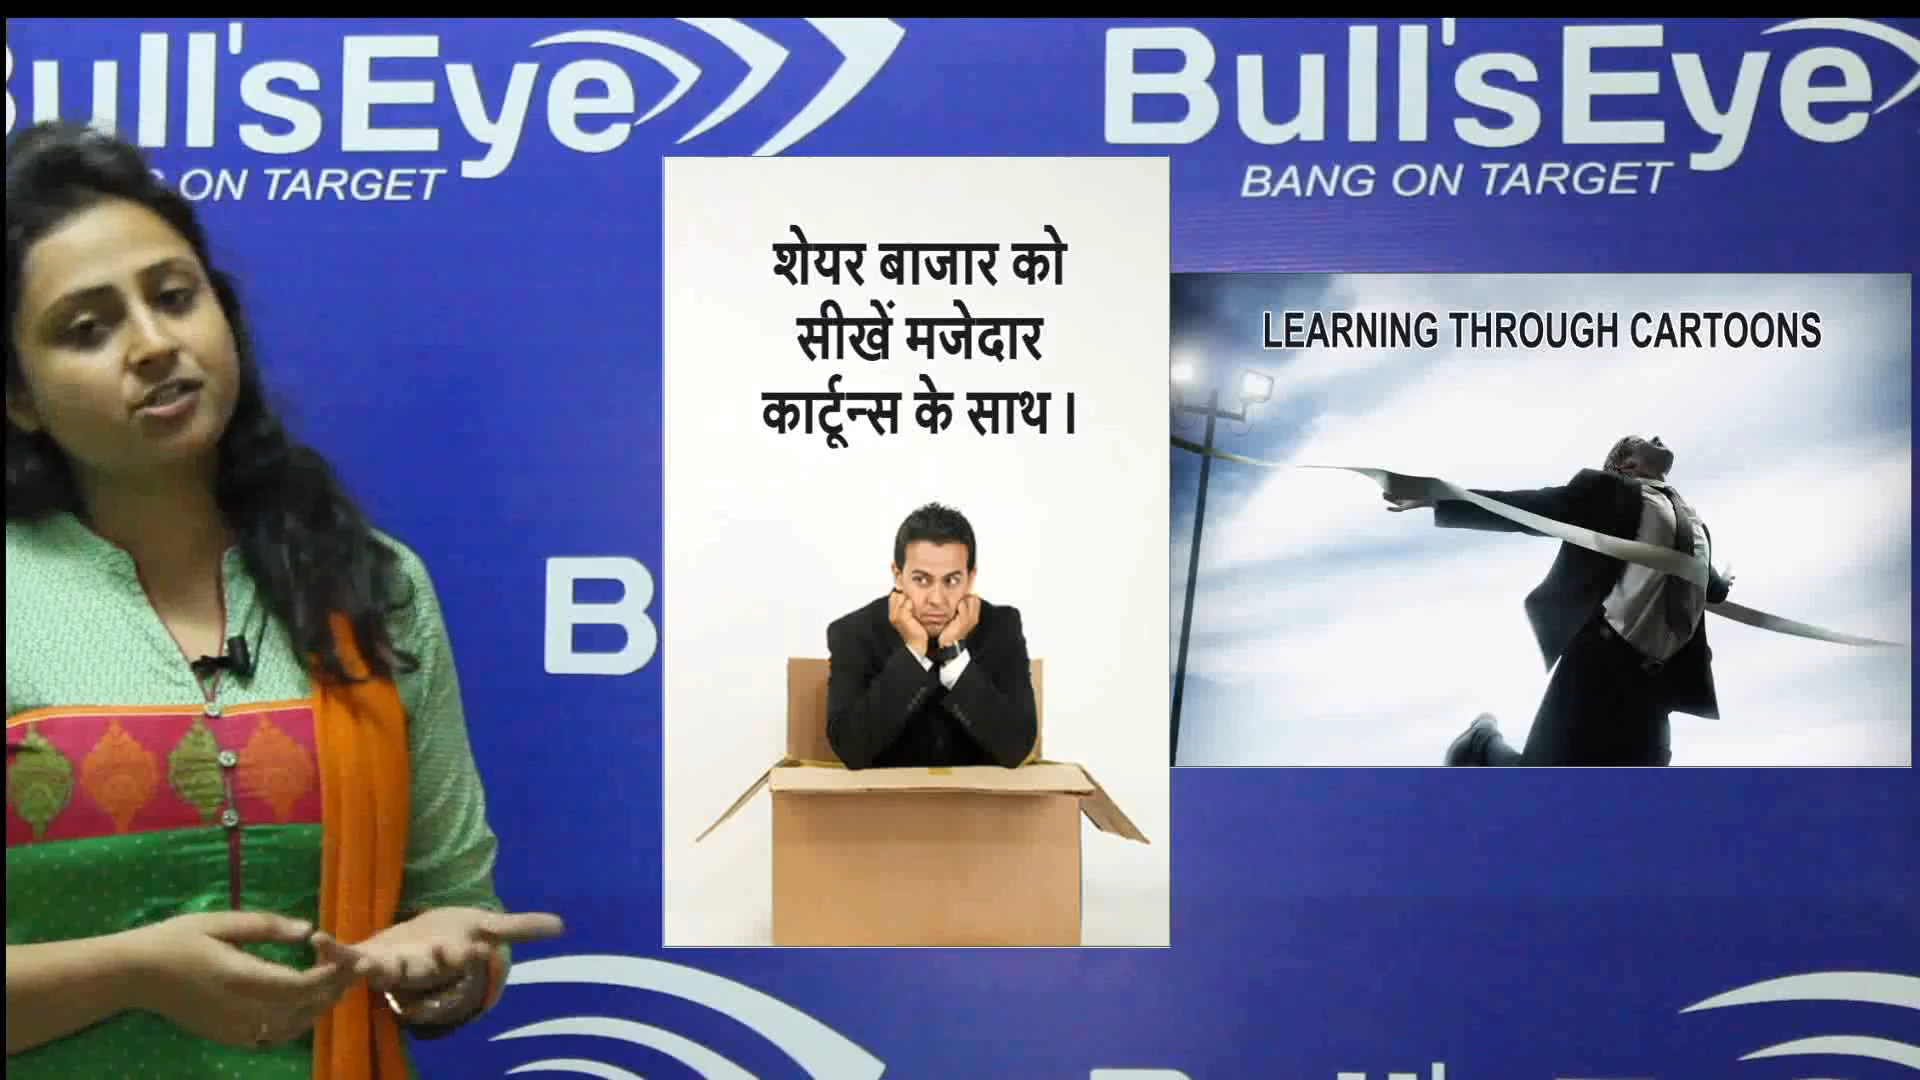 Bull'sEye
ON TARGET
Bull'sEye
BANG ON TARGET
शेयर बाजार को
सीखें मजेदार
कार्टून्स के साथ।
LEARNING THROUGH CARTOONS
B